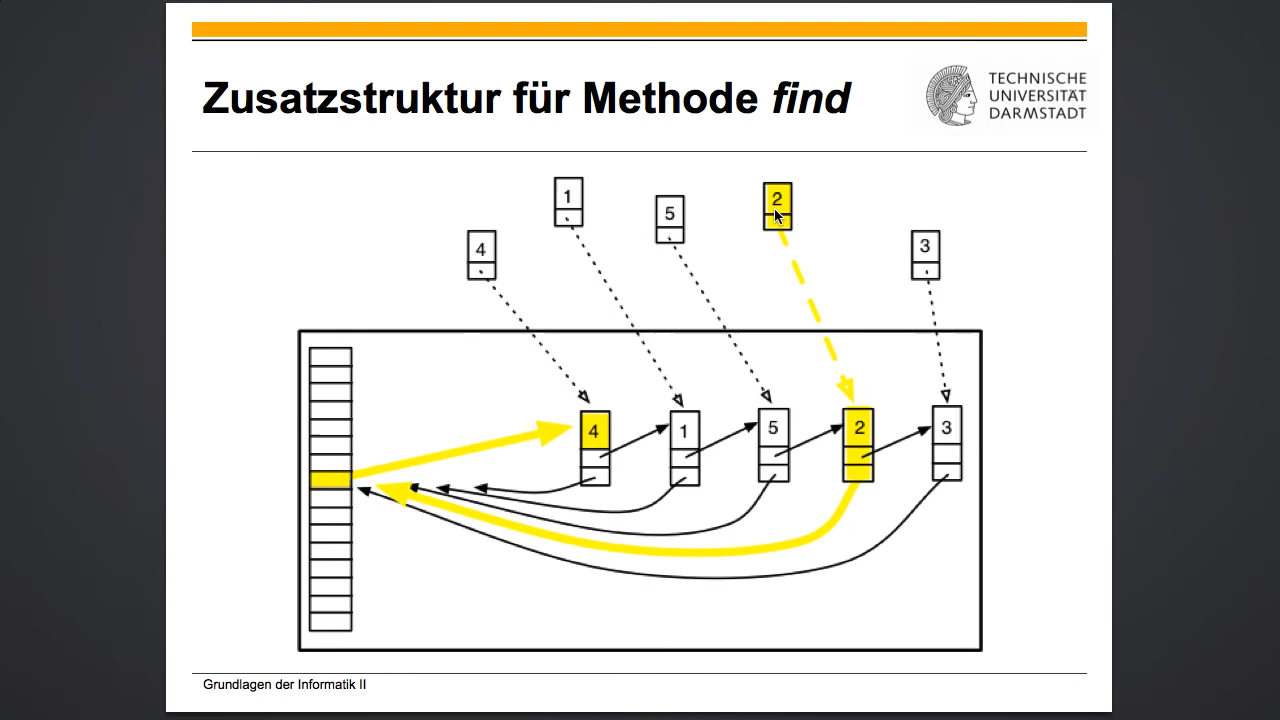 Zusatzstruktur für Methode find
TECHNISCHE
UNIVERSITÄT
DARMSTADT
1
5
2
4
3
4
1
5
2
3
Grundlagen der Informatik II